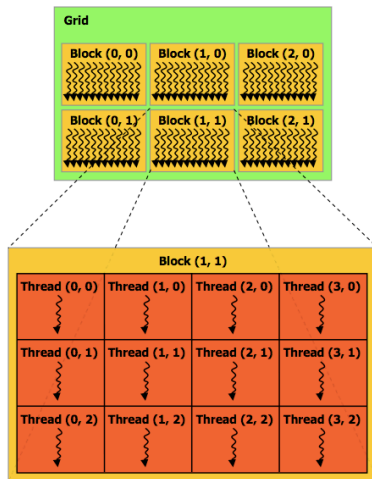 Grid
Block (0, 0) Block (1, 0) Block (2, 0)
Block (0, 1) Block (1, 1) Block (2, 1)
Block (1, 1)
Thread (0, 0) Thread (1, 0) Thread (2, 0) Thread (3, 0)
Thread (0, 1) Thread (1, 1) Thread (2, 1) Thread (3, 1)
Thread (0, 2) Thread (1, 2) Thread (2, 2) Thread (3, 2)